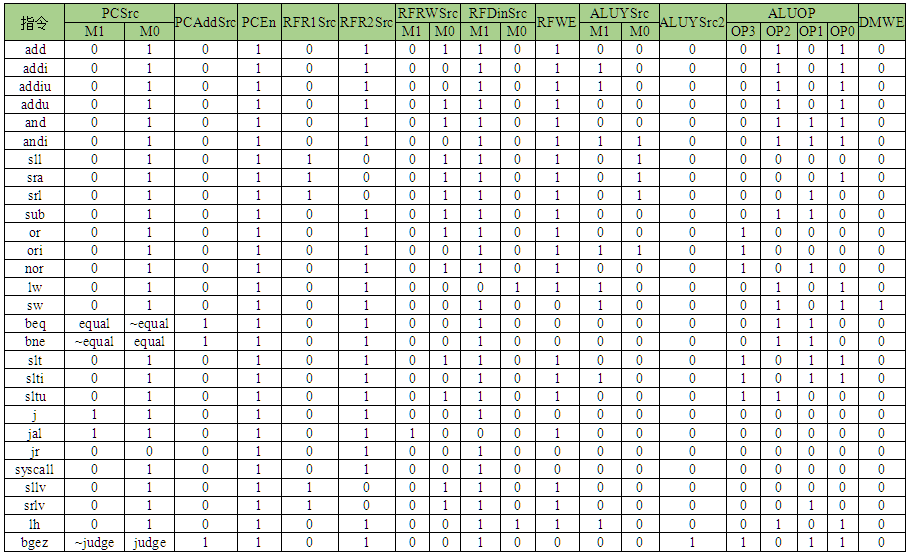 指令 PCSrc PCAddSrc PCEn RFR1Src RFR2Src RFRWSrc RFDinSrc RFWE ALUYSrc ALUYSrc2 ALUOP DMWE
M1 M0 M1 M0 M1 M0 M1 M0 OP3 OP2 OP1 OP0
add 0 1 0 1 0 1 0 1 1 0 1 0 0 0 0 1 0 1 0
addi 0 1 0 1 0 1 0 0 1 0 1 1 0 0 0 1 0 1 0
addiu 0 1 0 1 0 1 0 0 1 0 1 1 0 0 0 1 0 1 0
addu 0 1 0 1 0 1 0 1 1 0 1 0 0 0 0 1 0 1 0
and 0 1 0 1 0 1 0 1 1 0 1 0 0 0 0 1 1 1 0
andi 0 1 0 1 0 1 0 0 1 0 1 1 1 0 0 1 1 1 0
sll 0 1 0 1 1 0 0 1 1 0 1 0 1 0 0 0 0 0 0
sra 0 1 0 1 1 0 0 1 1 0 1 0 1 0 0 0 0 1 0
srl 0 1 0 1 1 0 0 1 1 0 1 0 1 0 0 0 1 0 0
sub 0 1 0 1 0 1 0 1 1 0 1 0 0 0 0 1 1 0 0
or 0 1 0 1 0 1 0 1 1 0 1 0 0 0 1 0 0 0 0
ori 0 1 0 1 0 1 0 0 1 0 1 1 1 0 1 0 0 0 0
nor 0 1 0 1 0 1 0 1 1 0 1 0 0 0 1 0 1 0 0
lw 0 1 0 1 0 1 0 0 0 1 1 1 0 0 0 1 0 1 0
sw 0 1 0 1 0 1 0 0 1 0 0 1 0 0 0 1 0 1 1
beq equal ~equal 1 1 0 1 0 0 1 0 0 0 0 0 0 1 1 0 0
bne ~equal equal 1 1 0 1 0 0 1 0 0 0 0 0 0 1 1 0 0
slt 0 1 0 1 0 1 0 1 1 0 1 0 0 0 1 0 1 1 0
slti 0 1 0 1 0 1 0 0 1 0 1 1 0 0 1 0 1 1 0
sltu 0 1 0 1 0 1 0 1 1 0 1 0 0 0 1 1 0 0 0
j 1 1 0 1 0 1 0 0 1 0 0 0 0 0 0 0 0 0 0
jal 1 1 0 1 0 1 1 0 0 0 1 0 0 0 0 0 0 0 0
jr 0 0 0 1 0 1 0 0 1 0 0 0 0 0 0 0 0 0 0
syscall 0 1 0 1 0 1 0 0 1 0 0 0 0 0 0 0 0 0 0
sllv 0 1 0 1 1 0 0 1 1 0 1 0 0 0 0 0 0 0 0
srlv 0 1 0 1 1 0 0 1 1 0 1 0 0 0 0 0 1 0 0
lh 0 1 0 1 0 1 0 0 1 1 1 1 0 0 0 1 0 1 0
bgez ~judge judge 1 1 0 1 0 0 1 0 0 0 0 1 1 0 1 1 0